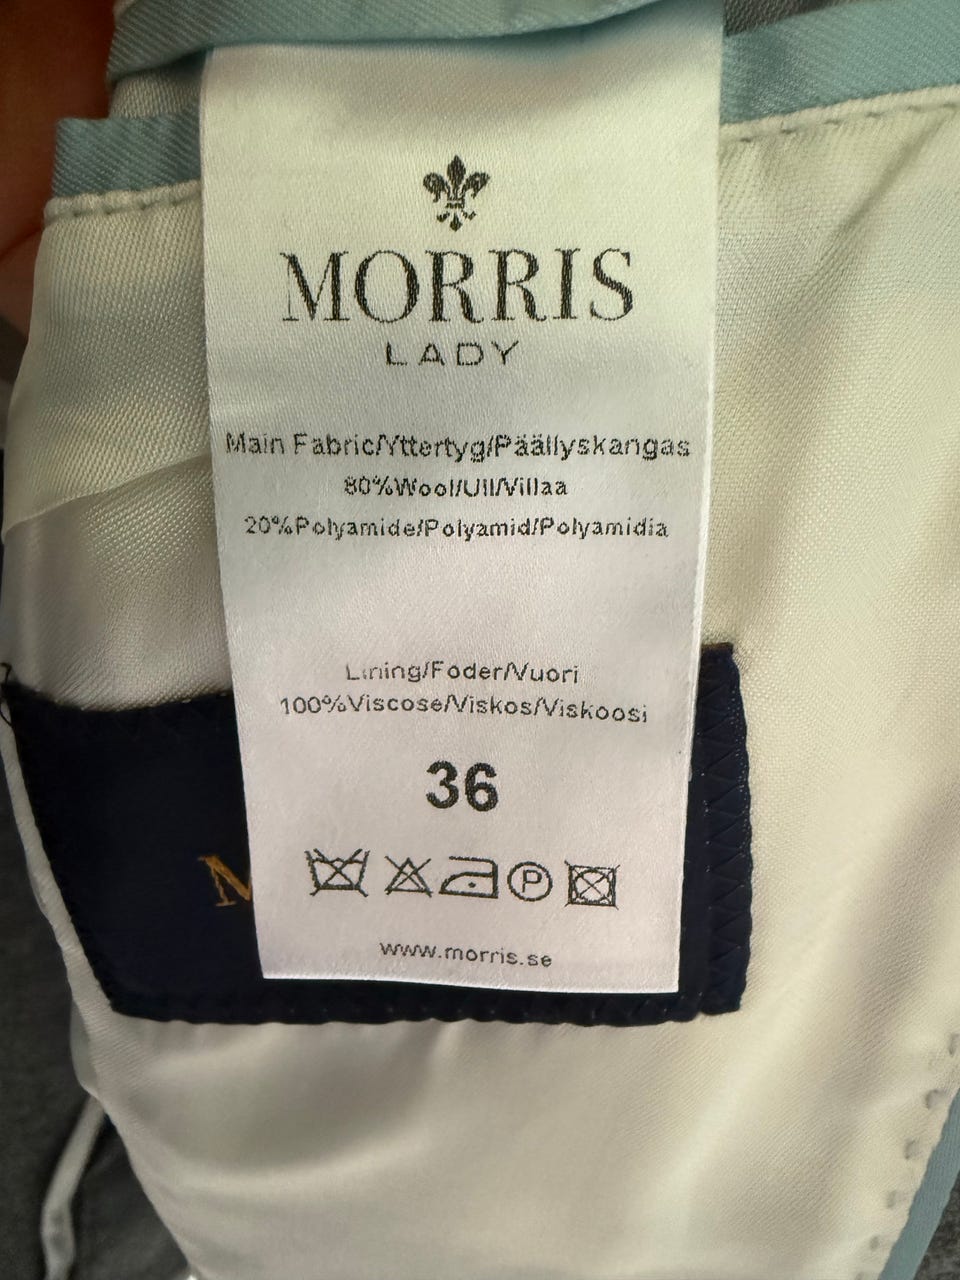 MORRIS
LADY
Main Fabric/Yttertyg/Päällyskangas
80%Wool/Ull/Villaa
20%Polyamide/Polyamid/Polyamidia
Lining/Foder/Vuori
100%Viscose/Viskos/Viskoosi
36
P
www.morris.se
M